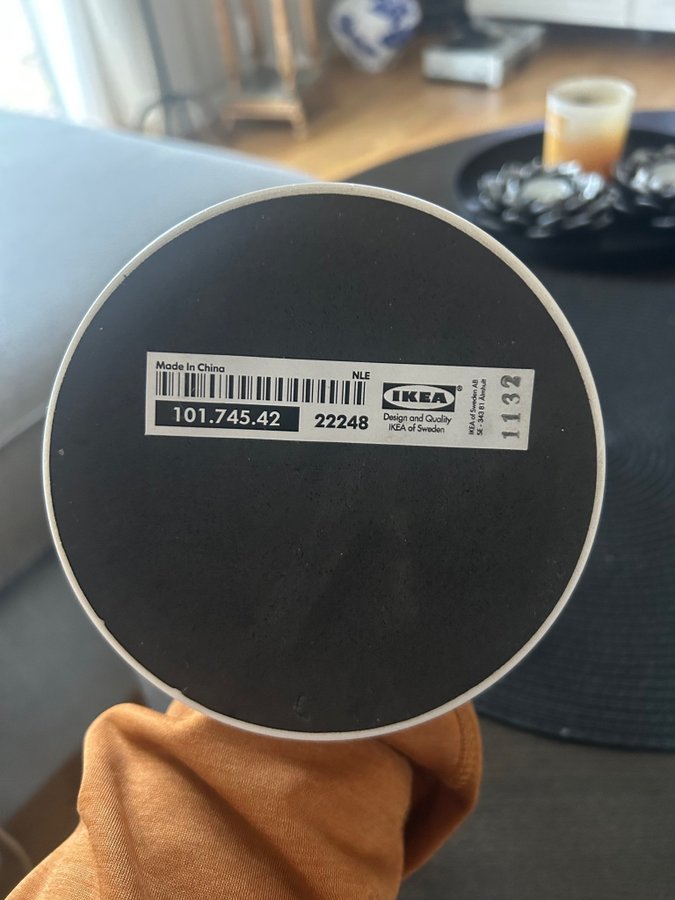 Made In China
NLE
101.745.42
22248
IKEA®
Design and Quality
IKEA of Sweden
IKEA of Sweden AB
SE - 343 81 Älmhult
1132